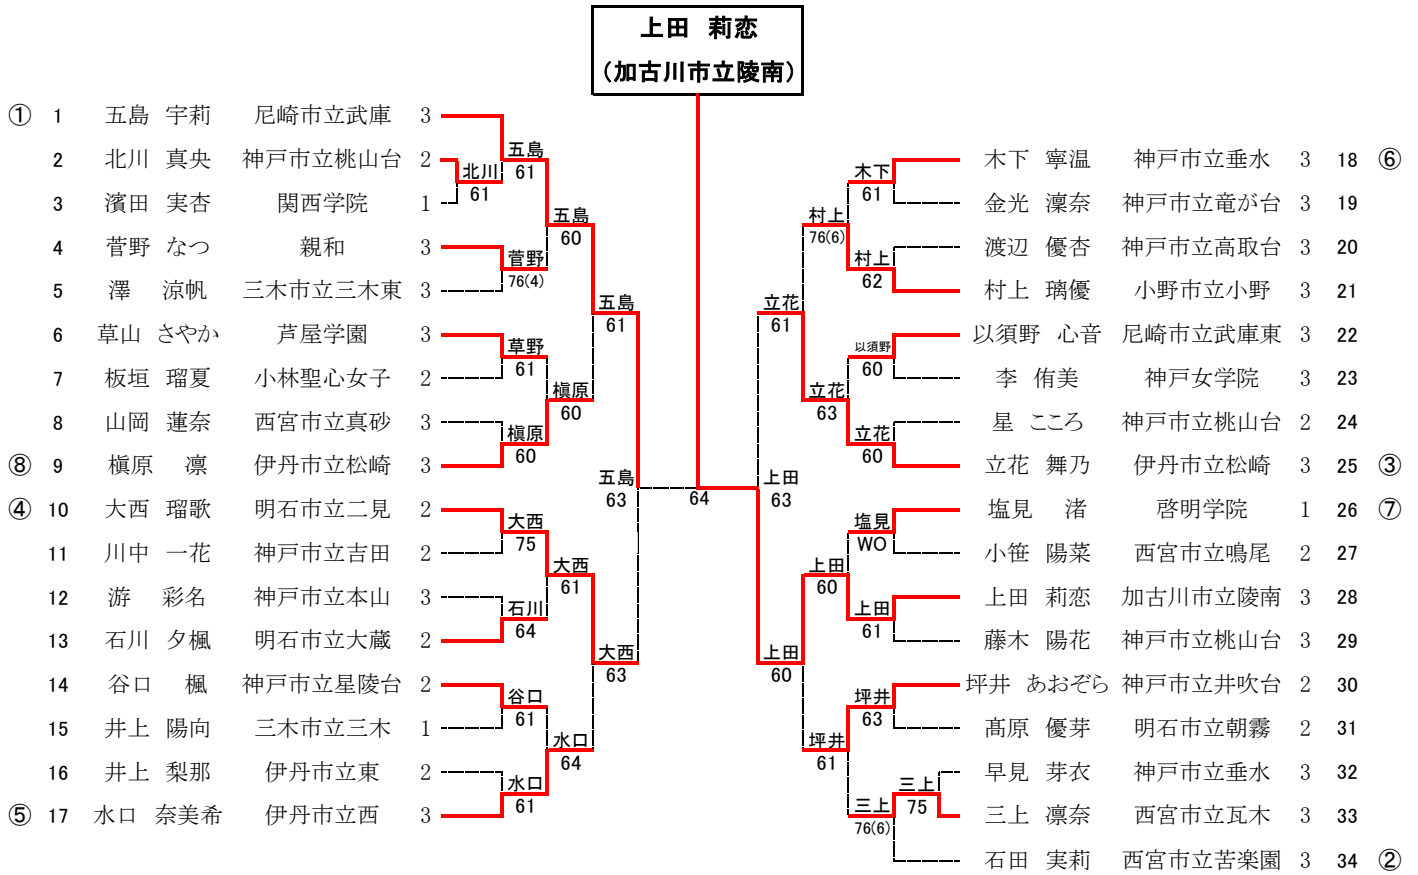 上田 莉恋
（加古川市立陵南）
① 1 五島 宇莉 尼崎市立武庫 3
2 北川 真央 神戸市立桃山台 2
3 濱田 実杏 関西学院 1
4 菅野 なつ 親和 3
5 澤 涼帆 三木市立三木東 3
6 草山 さやか 芦屋学園 3
7 板垣 瑠夏 小林聖心女子 2
8 山岡 蓮奈 西宮市立真砂 3
⑧ 9 槇原 凛 伊丹市立松崎 3
④ 10 大西 瑠歌 明石市立二見 2
11 川中 一花 神戸市立吉田 2
12 游 彩名 神戸市立本山 3
13 石川 夕楓 明石市立大蔵 2
14 谷口 楓 神戸市立星陵台 2
15 井上 陽向 三木市立三木 1
16 井上 梨那 伊丹市立東 2
⑤ 17 水口 奈美希 伊丹市立西 3
北川
61
五島
61
菅野
76(4)
草野
61
槇原
60
大西
75
石川
64
谷口
61
水口
61
五島
60
槇原
60
大西
61
水口
64
五島
61
大西
63
五島
63
64
上田
63
立花
61
上田
60
村上
76(6)
立花
63
上田
60
坪井
61
木下
61
村上
62
以須野
60
立花
60
塩見
WO
上田
61
坪井
63
三上
76(6)
三上
75
木下 寧温 神戸市立垂水 3 18 ⑥
金光 凜奈 神戸市立竜が台 3 19
渡辺 優杏 神戸市立高取台 3 20
村上 璃優 小野市立小野 3 21
以須野 心音 尼崎市立武庫東 3 22
李 侑美 神戸女学院 3 23
星 こころ 神戸市立桃山台 2 24
立花 舞乃 伊丹市立松崎 3 25 ③
塩見 渚 啓明学院 1 26 ⑦
小笹 陽菜 西宮市立鳴尾 2 27
上田 莉恋 加古川市立陵南 3 28
藤木 陽花 神戸市立桃山台 3 29
坪井 あおぞら 神戸市立井吹台 2 30
髙原 優芽 明石市立朝霧 2 31
早見 芽衣 神戸市立垂水 3 32
三上 凛奈 西宮市立瓦木 3 33
石田 実莉 西宮市立苦楽園 3 34 ②